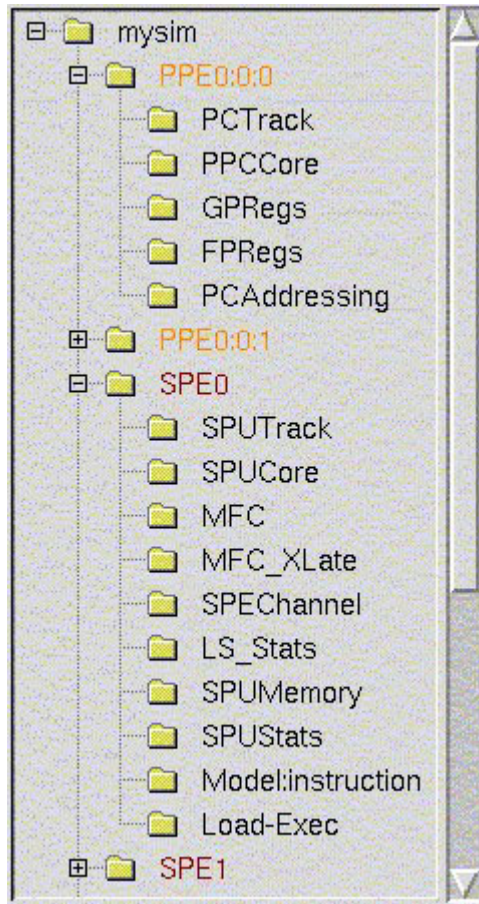 mysim
PPE0:0:0
PCTrack
PPCCore
GPRegs
FPRegs
PCAddressing
PPE0:0:1
SPE0
SPUTrack
SPUCore
MFC
MFC_XLate
SPEChannel
LS_Stats
SPUMemory
SPUStats
Model:instruction
Load-Exec
SPE1